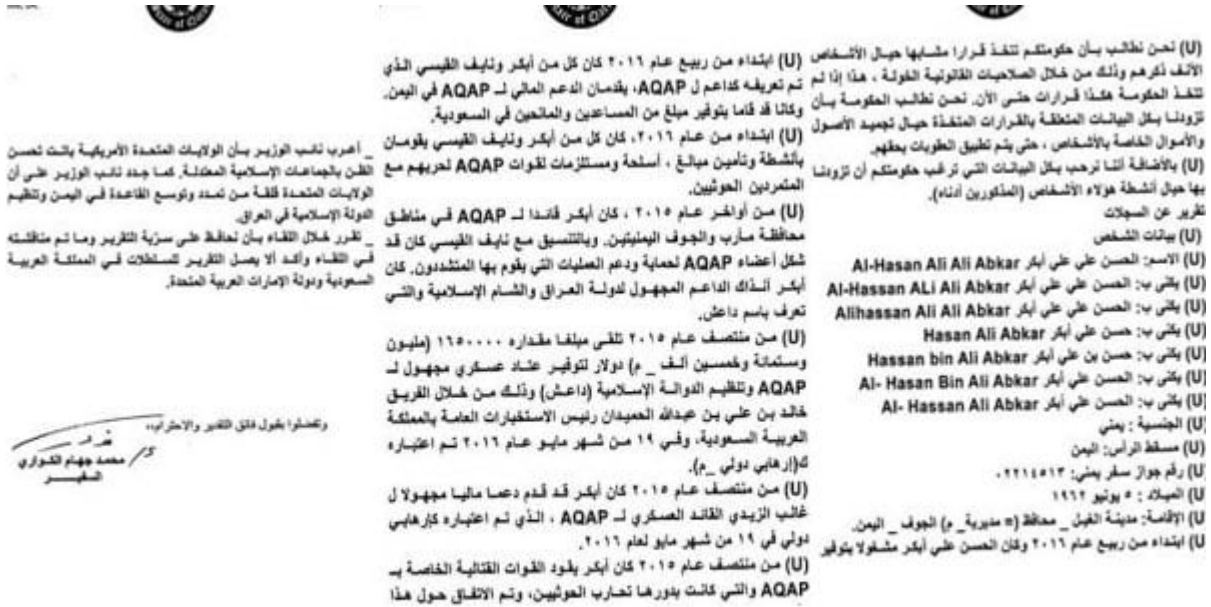 (U) نحن نطالب بأن حكومتكم تتخذ قرارا مشابها حيال الأشخاص
الآنف ذكرهم وذلك من خلال الصلاحيات القانونية الخولة ، هذا إذا لم
تتخذ الحكومة هكذا قرارات حتى الآن. نحن نطالب الحكومة بأن
تزودنا بكل البيانات المتعلقة بالقرارات المتخذة حيال تجميد الأصول
والأموال الخاصة بالأشخاص ، حتى يتم تطبيق العقوبات بحقهم.
(U) بالأضافة أننا نرحب بكل البيانات التي ترغب حكومتكم أن تزودنا
بها حيال أنشطة هولاء الأشخاص (المذكورين أدناه).
تقرير عن السجلات
(U) بيانات الشخص
(U) الاسم: الحسن علي علي أبكر Al-Hasan Ali Ali Abkar
(U) يكنى ب: الحسن علي علي أبكر Al-Hassan ALi Ali Abkar
(U) يكنى ب: الحسن علي علي أبكر Alihassan Ali Ali Abkar
(U) يكنى ب: حسن علي أبكر Hasan Ali Abkar
(U) يكنى ب: حسن بن علي أبكر Hassan bin Ali Abkar
(U) يكنى ب: الحسن علي أبكر Al- Hasan Bin Ali Abkar
(U) يكنى ب: الحسن علي أبكر Al- Hassan Ali Abkar
(U) الجنسية : يمني
(U) مسقط الرأس: اليمن
(U) رقم جواز سفر يمني: ٠٢٢١٤٥١٣
(U) الميلاد : ٥ يونيو ١٩٦٢
(U) الإقامة: مدينة الغيل _ محافظ (= مديرية_ م) الجوف _ اليمن.
(U) ابتداء من ربيع عام ٢٠١٦ وكان الحسن علي أبكر مشغولا بتوفير
(U) ابتداء من ربيع عام ٢٠١٦ كان كل من أبكر ونايف القيسي الذي
تم تعريفه كداعم ل AQAP، يقدمان الدعم المالي لـ AQAP في اليمن.
وكانا قد قاما بتوفير مبلغ من المساعدين والمانحين في السعودية.
(U) ابتداء من عام ٢٠١٦، كان كل من أبكر ونايف القيسي يقومان
بأنشطة وتأمين مبالغ ، أسلحة ومستلزمات لقوات AQAP لحربهم مع
المتمردين الحوثيين.
(U) من أواخر عام ٢٠١٥ ، كان أبكر قائدا لـ AQAP في مناطق
محافظة مأرب والجوف اليمنيتين. وبالتنسيق مع نايف القيسي كان قد
شكل أعضاء AQAP لحماية ودعم العمليات التي يقوم بها المتشددون. كان
أبكر آنذاك الداعم المجهول لدولة العراق والشام الإسلامية والتي
تعرف باسم داعش.
(U) من منتصف عام ٢٠١٥ تلقى مبلغا مقداره ١٦٥٠٠٠٠ (مليون
وستمانة وخمسين ألف _ م) دولار لتوفير عتاد عسكري مجهول لـ
AQAP وتنظيم الدوالة الإسلامية (داعش) وذلك من خلال الفريق
خالد بن علي بن عبدالله الحميدان رئيس الاستخبارات العامة بالمملكة
العربية السعودية، وفي ١٩ من شهر مايو عام ٢٠١٦ تم اعتباره
ك(إرهابي دولي _م).
(U) من منتصف عام ٢٠١٥ كان أبكر قد قدم دعما ماليا مجهولا ل
غالب الزيدي القائد العسكري لـ AQAP ، الذي تم اعتباره كإرهابي
دولي في ١٩ من شهر مايو لعام ٢٠١٦.
(U) من منتصف عام ٢٠١٥ كان أبكر يقود القوات القتالية الخاصة بـ
AQAP والتي كانت بدورها تحارب الحوثيين، وتم الاتفاق حول هذا
_ أعرب نائب الوزير بأن الولايات المتحدة الأمريكية باتت تحسن
الظن بالجماعات الإسلامية المعتدلة. كما جدد نائب الوزير على أن
الولايات المتحدة قلقة من تمدد وتوسع القاعدة في اليمن وتنظيم
الدولة الإسلامية في العراق.
_ تقرر خلال اللقاء بأن نحافظ على سرية التقرير وما تم مناقشته
في اللقاء وأكد ألا يصل التقرير للسلطات في المملكة العربية
السعودية ودولة الإمارات العربية المتحدة.
وتفضلوا بقبول فائق التقدير والاحترام،،
محمد جهام الكواري
السفيـر